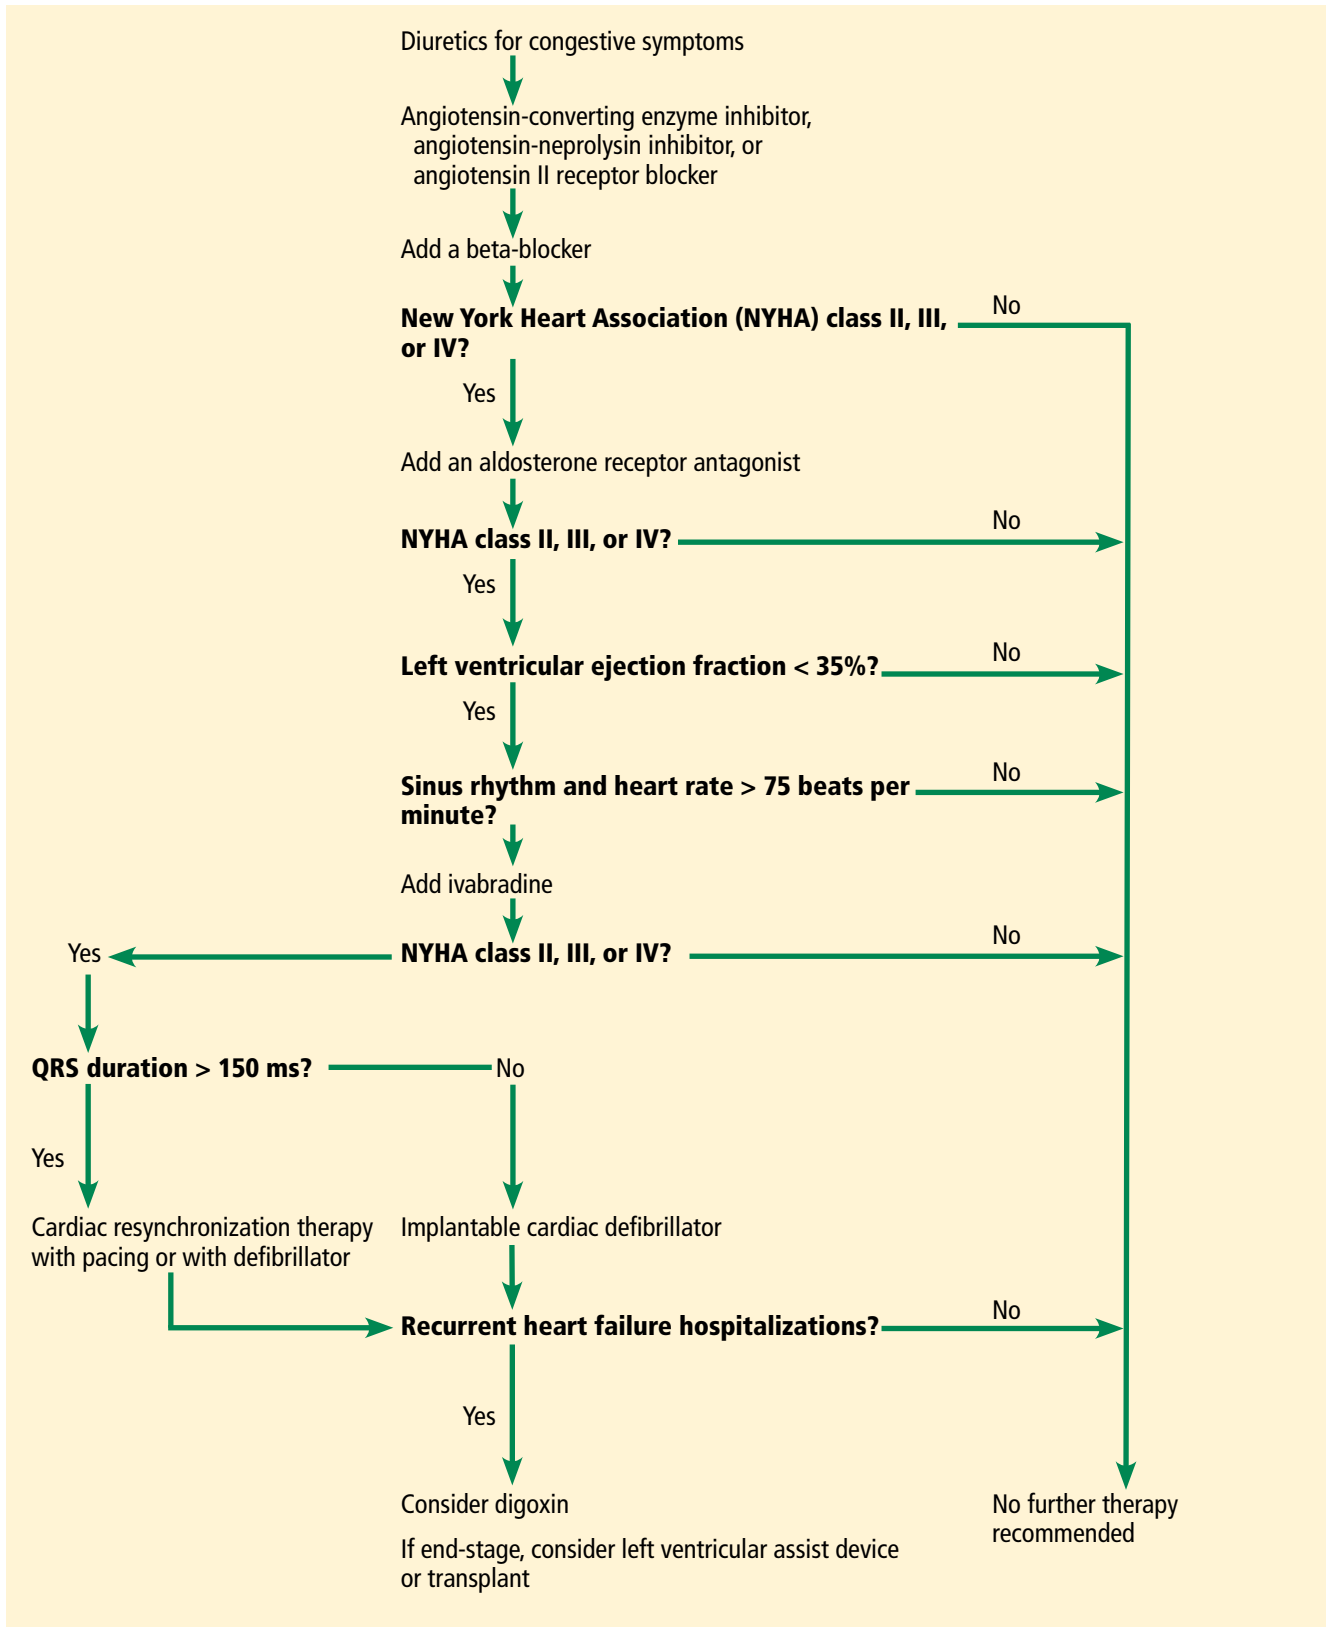 Diuretics for congestive symptoms
Angiotensin-converting enzyme inhibitor,
angiotensin-neprolysin inhibitor, or
angiotensin II receptor blocker
Add a beta-blocker
New York Heart Association (NYHA) class II, III,
or IV?
No
Yes
Add an aldosterone receptor antagonist
NYHA class II, III, or IV?
No
Yes
Left ventricular ejection fraction < 35%?
No
Yes
Sinus rhythm and heart rate > 75 beats per
minute?
No
Add ivabradine
Yes
NYHA class II, III, or IV?
No
QRS duration > 150 ms?
No
Yes
Cardiac resynchronization therapy
with pacing or with defibrillator
Implantable cardiac defibrillator
Recurrent heart failure hospitalizations?
No
Yes
Consider digoxin
If end-stage, consider left ventricular assist device
or transplant
No further therapy
recommended